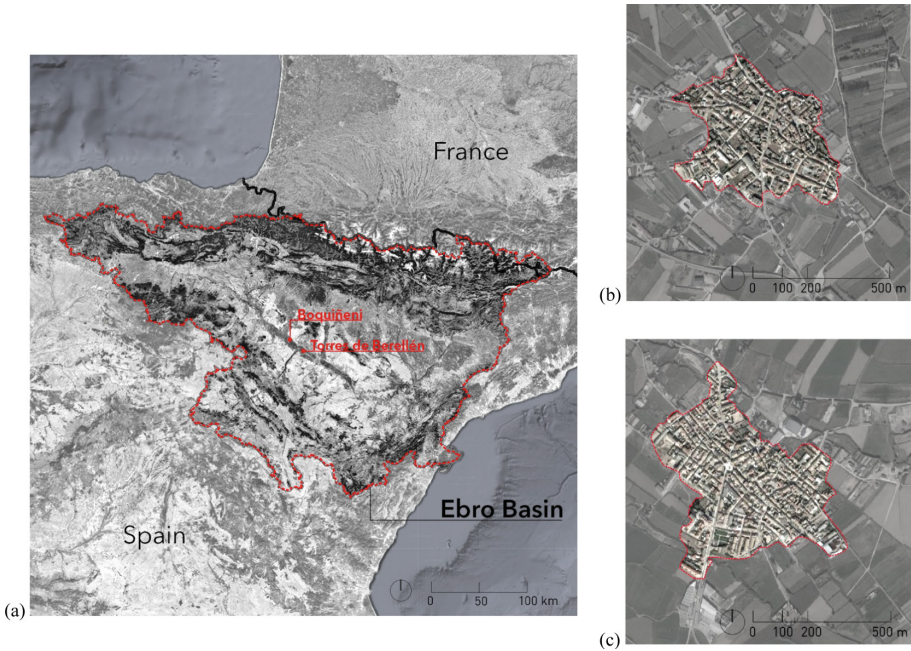 France
Boquiñeni
Torres de Berellén
Ebro Basin
Spain
0 50 100 km
(a)
0 100 200 500 m
(b)
0 100 200 500 m
(c)